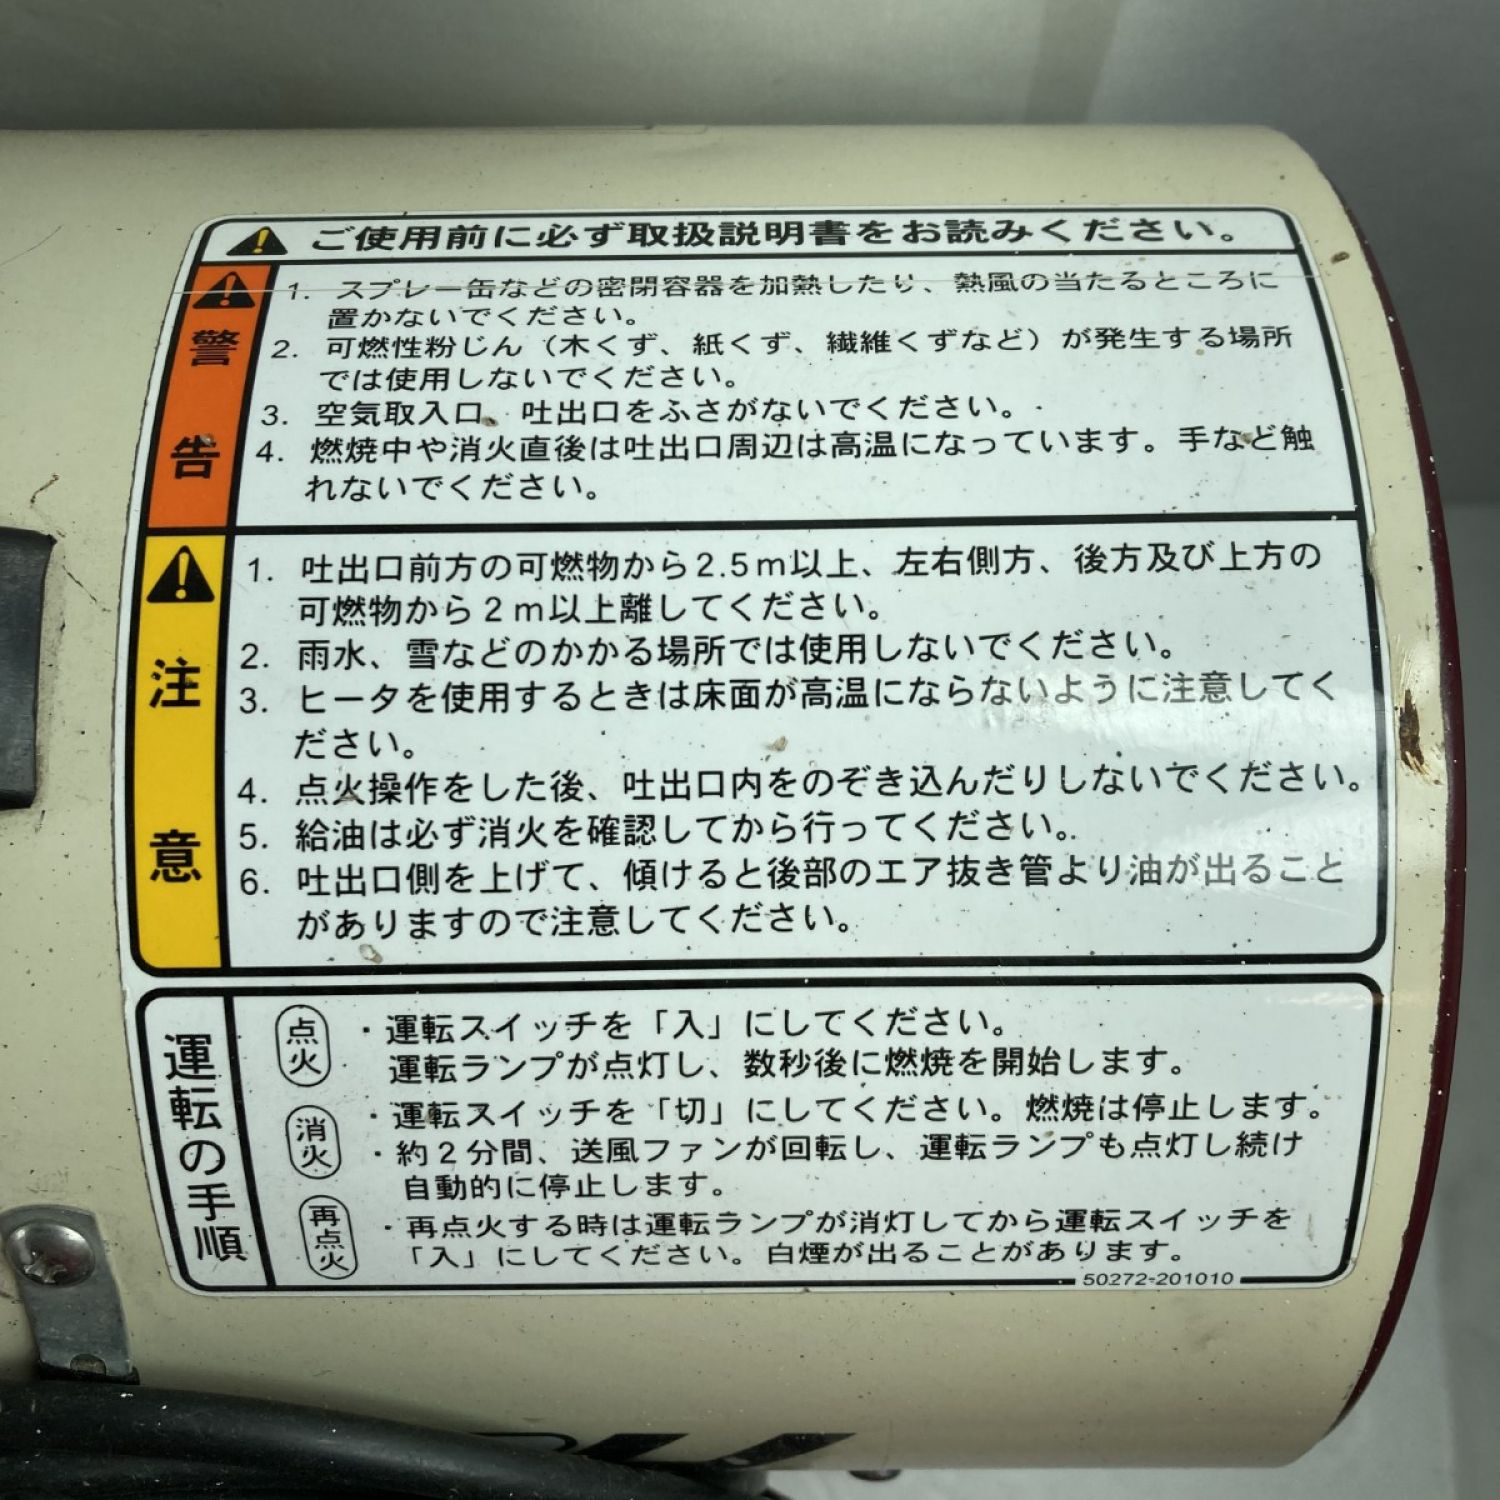 ご使用前に必ず取扱説明書をお読みください。
警告
1. スプレー缶などの密閉容器を加熱したり、熱風の当たるところに
置かないでください。
2. 可燃性粉じん（木くず、紙くず、繊維くずなど）が発生する場所
では使用しないでください。
3. 空気取入口、吐出口をふさがないでください。
4. 燃焼中や消火直後は吐出口周辺は高温になっています。手など触
れないでください。
注意
1. 吐出口前方の可燃物から2.5m以上、左右側方、後方及び上方の
可燃物から2m以上離してください。
2. 雨水、雪などのかかる場所では使用しないでください。
3. ヒータを使用するときは床面が高温にならないように注意してく
ださい。
4. 点火操作をした後、吐出口内をのぞき込んだりしないでください。
5. 給油は必ず消火を確認してから行ってください。
6. 吐出口側を上げて、傾けると後部のエア抜き管より油が出ること
がありますので注意してください。
運転の手順
点火
・運転スイッチを「入」にしてください。
運転ランプが点灯し、数秒後に燃焼を開始します。
消火
・運転スイッチを「切」にしてください。燃焼は停止します。
・約2分間、送風ファンが回転し、運転ランプも点灯し続け
自動的に停止します。
再点火
・再点火する時は運転ランプが消灯してから運転スイッチを
「入」にしてください。白煙が出ることがあります。
50272-201010